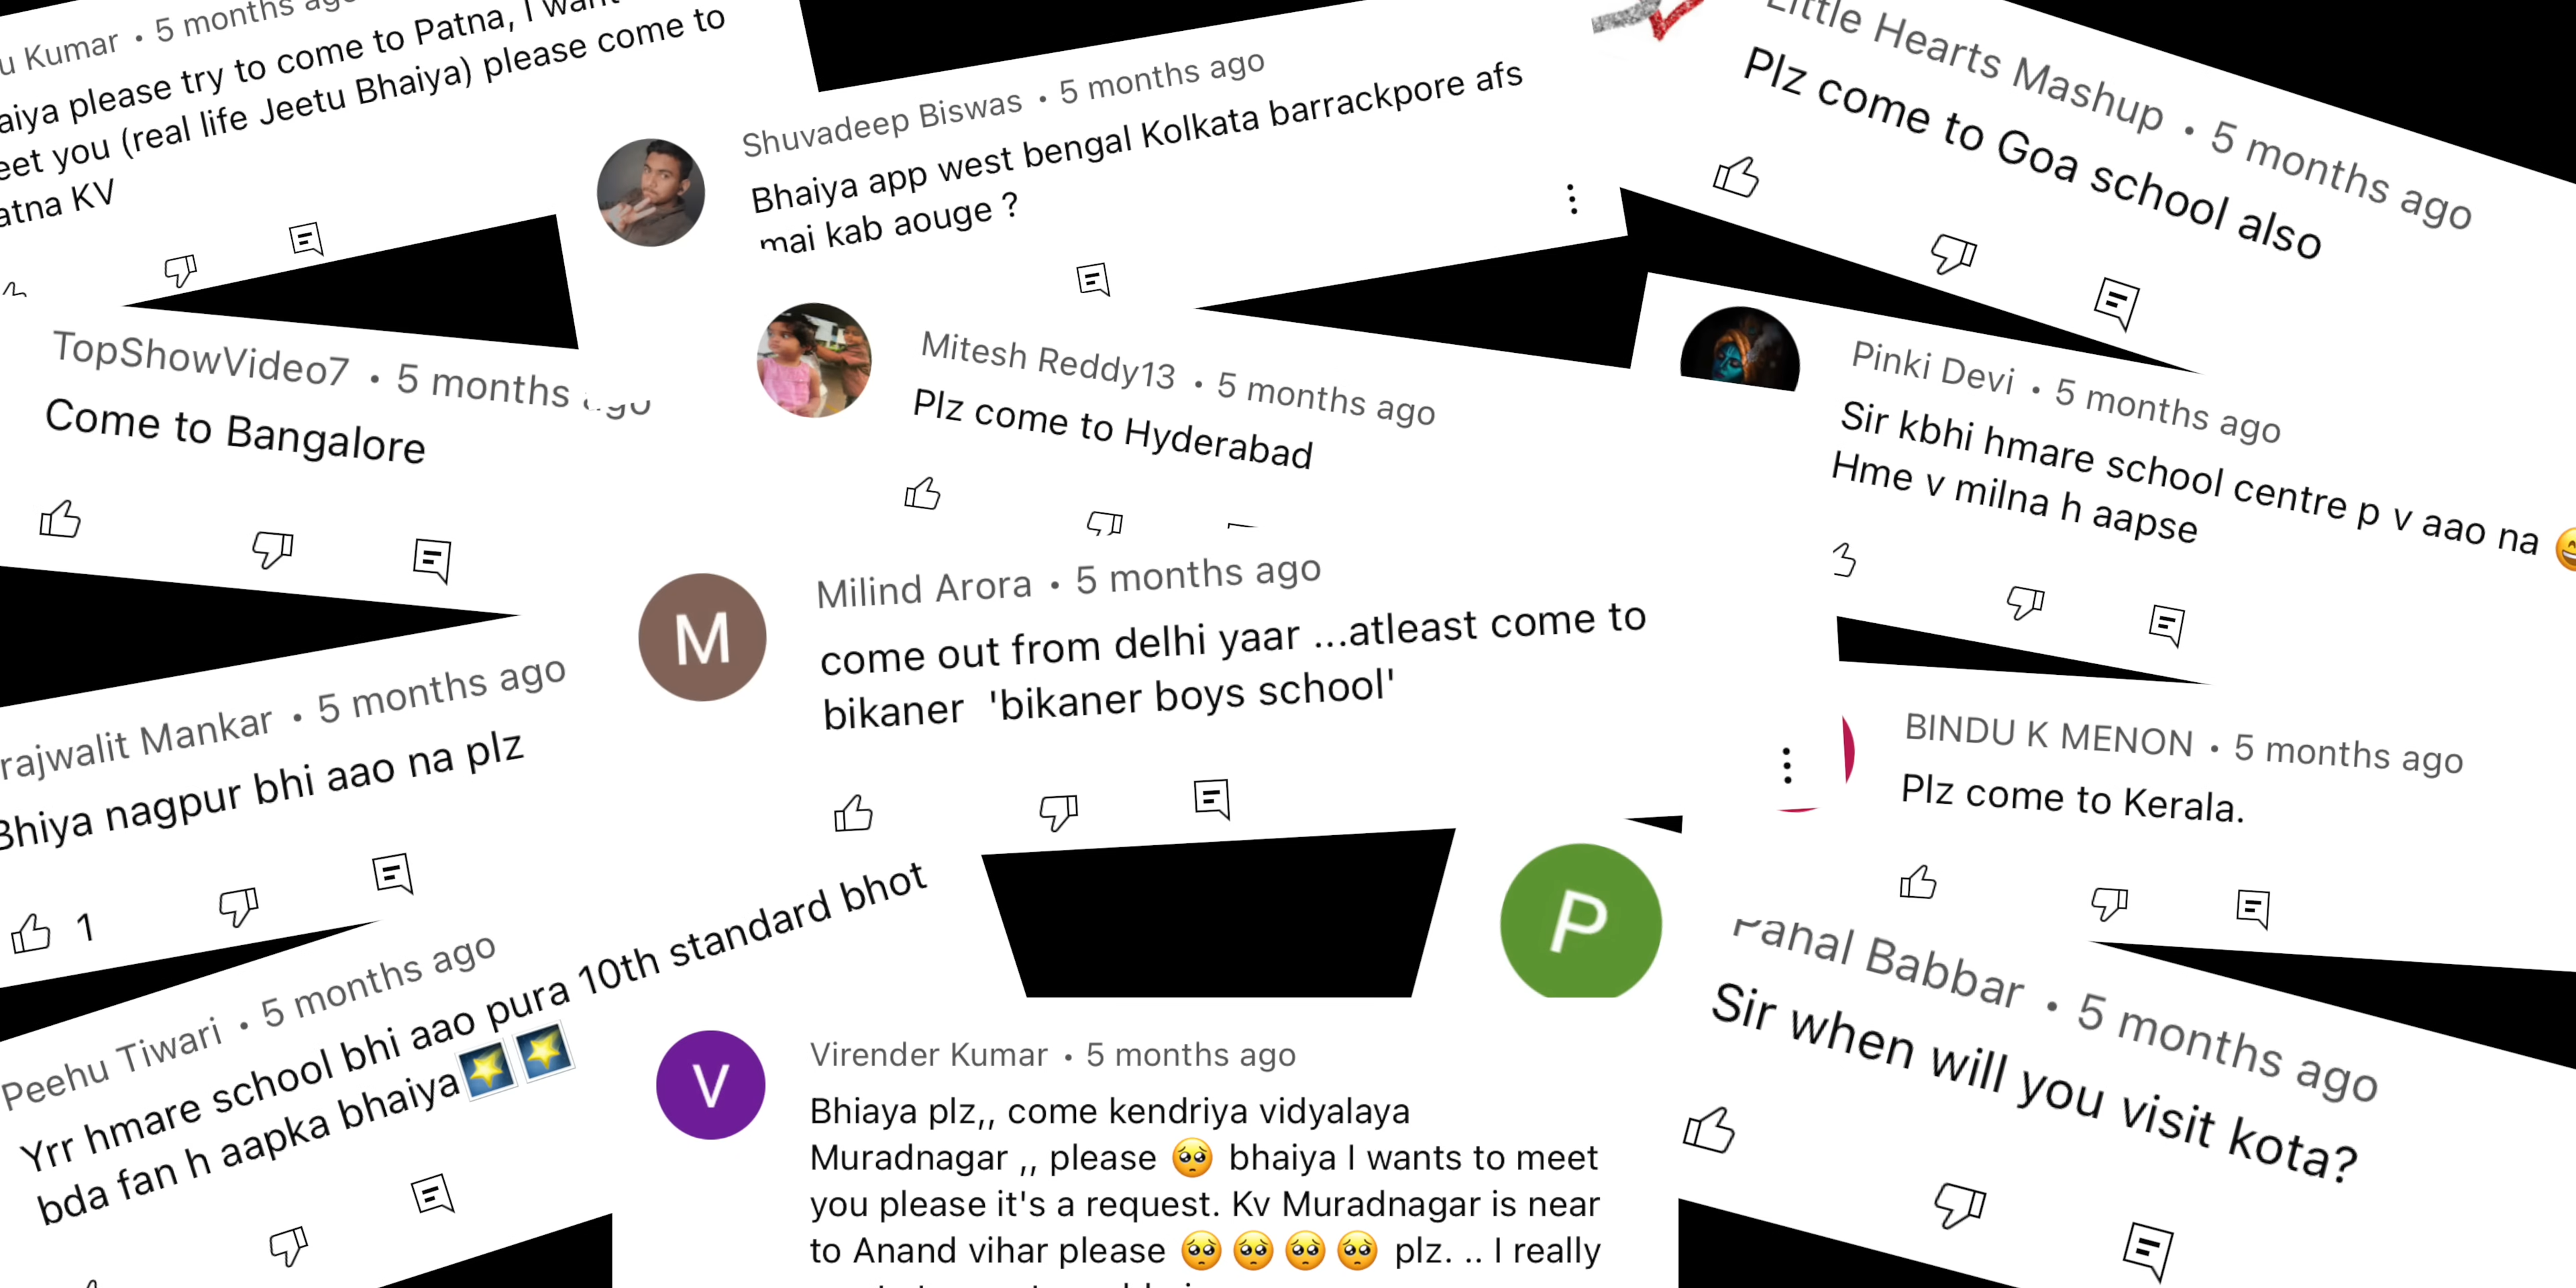 Kumar • 5 months ago
please try to come to Patna, I
you (real life Jeetu Bhaiya) please come to
KV
Shuvadeep Biswas • 5 months ago
Bhaiya app west bengal Kolkata barrackpore afs
mai kab aouge ?
Little Hearts Mashup • 5 months ago
Plz come to Goa school also
TopShowVideo7 • 5 months ago
Come to Bangalore
Mitesh Reddy13 • 5 months ago
Plz come to Hyderabad
Pinki Devi • 5 months ago
Sir kbhi hmare school centre p v aao na 😄
Hme v milna h aapse
M
Milind Arora • 5 months ago
come out from delhi yaar ...atleast come to
bikaner 'bikaner boys school'
rajwalit Mankar • 5 months ago
Bhiya nagpur bhi aao na plz
1
BINDU K MENON • 5 months ago
Plz come to Kerala.
Peehu Tiwari • 5 months ago
Yrr hmare school bhi aao pura 10th standard bhot
bda fan h aapka bhaiya🌠🌠
V
Virender Kumar • 5 months ago
Bhiaya plz,, come kendriya vidyalaya
Muradnagar ,, please 🥺 bhaiya I wants to meet
you please it's a request. Kv Muradnagar is near
to Anand vihar please 🥺🥺🥺🥺 plz. .. I really
P
Pahal Babbar • 5 months ago
Sir when will you visit kota?